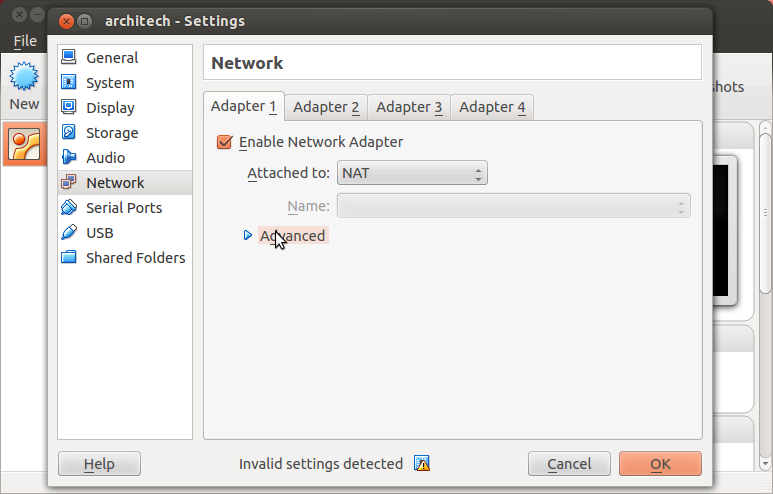 architech - Settings
File
New
shots
General
System
Display
Storage
Audio
Network
Serial Ports
USB
Shared Folders
Network
Adapter 1 Adapter 2 Adapter 3 Adapter 4
Enable Network Adapter
Attached to: NAT
Name:
Advanced
Help Invalid settings detected Cancel OK